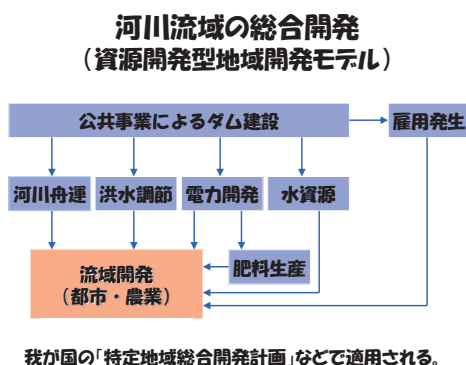 河川流域の総合開発
（資源開発型地域開発モデル）
公共事業によるダム建設
雇用発生
河川舟運
洪水調節
電力開発
水資源
流域開発
（都市・農業）
肥料生産
我が国の「特定地域総合開発計画」などで適用される。